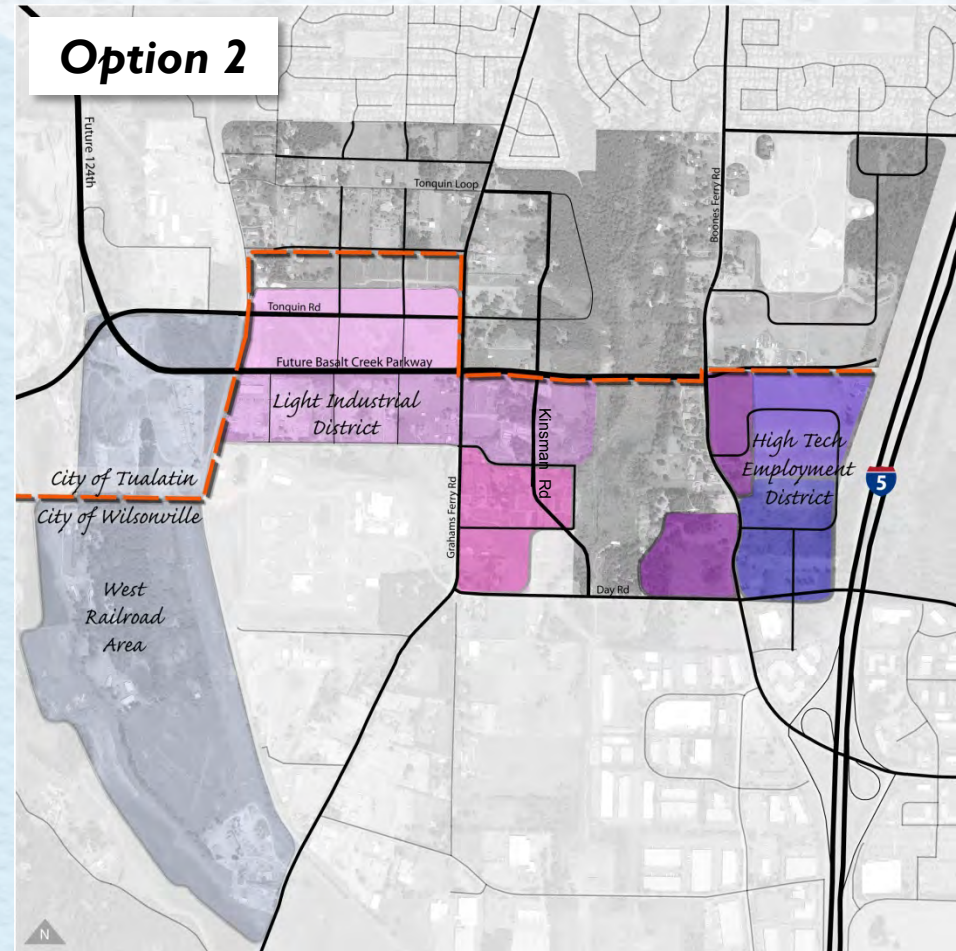 Option 2
Future 124th
Tonquin Loop
Boones Ferry Rd
Tonquin Rd
Future Basalt Creek Parkway
Light Industrial
District
Kinsman Rd
High Tech
Employment
District
5
City of Tualatin
City of Wilsonville
Grahams Ferry Rd
West
Railroad
Area
Day Rd
N